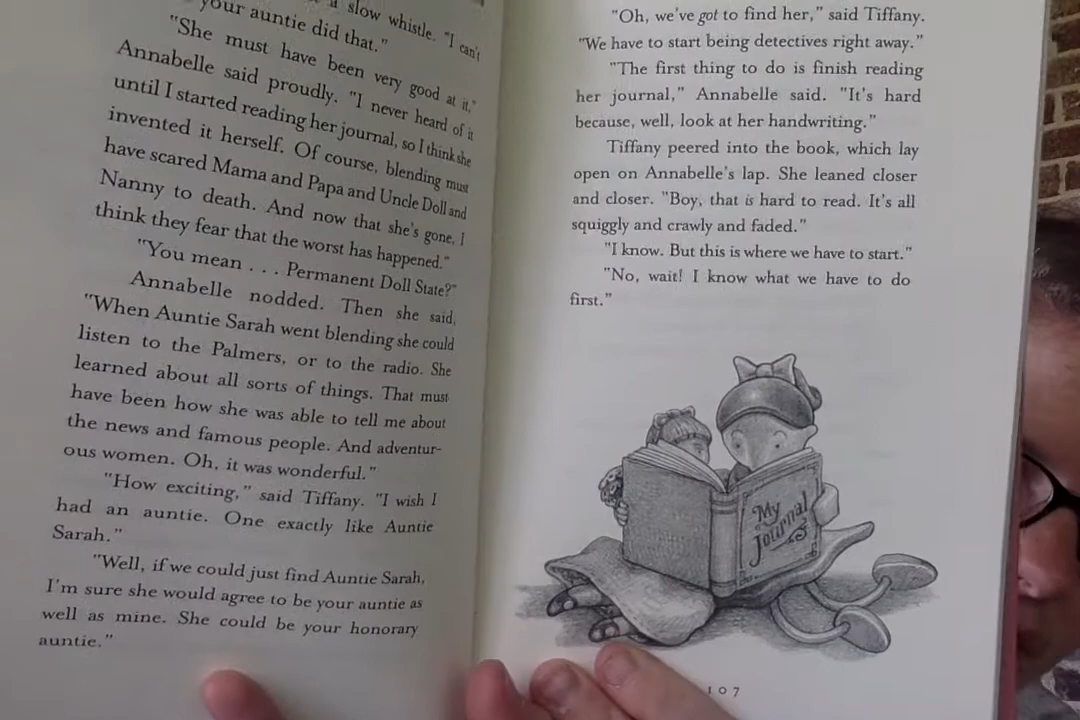 a slow whistle. "I can't
your auntie did that."
"She must have been very good at it,"
Annabelle said proudly. "I never heard of it
until I started reading her journal, so I think she
invented it herself. Of course, blending must
have scared Mama and Papa and Uncle Doll and
Nanny to death. And now that she's gone, I
think they fear that the worst has happened."
"You mean . . . Permanent Doll State?"
Annabelle nodded. Then she said,
"When Auntie Sarah went blending she could
listen to the Palmers, or to the radio. She
learned about all sorts of things. That must
have been how she was able to tell me about
the news and famous people. And adventur-
ous women. Oh, it was wonderful."
"How exciting," said Tiffany. "I wish I
had an auntie. One exactly like Auntie
Sarah."
"Well, if we could just find Auntie Sarah,
I'm sure she would agree to be your auntie as
well as mine. She could be your honorary
auntie."
"Oh, we've got to find her," said Tiffany.
"We have to start being detectives right away."
"The first thing to do is finish reading
her journal," Annabelle said. "It's hard
because, well, look at her handwriting."
Tiffany peered into the book, which lay
open on Annabelle's lap. She leaned closer
and closer. "Boy, that is hard to read. It's all
squiggly and crawly and faded."
"I know. But this is where we have to start."
"No, wait! I know what we have to do
first."
My
Journal
107